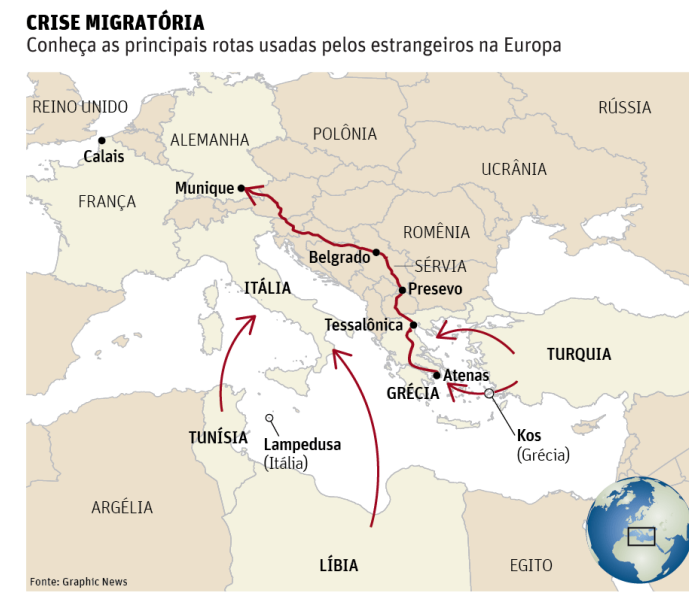 CRISE MIGRATÓRIA
Conheça as principais rotas usadas pelos estrangeiros na Europa
REINO UNIDO
RÚSSIA
ALEMANHA
POLÔNIA
Calais
UCRÂNIA
Munique
FRANÇA
ROMÊNIA
Belgrado
SÉRVIA
ITÁLIA
Presevo
Tessalônica
TURQUIA
Atenas
GRÉCIA
TUNÍSIA
Lampedusa
(Itália)
Kos
(Grécia)
ARGÉLIA
LÍBIA
EGITO
Fonte: Graphic News